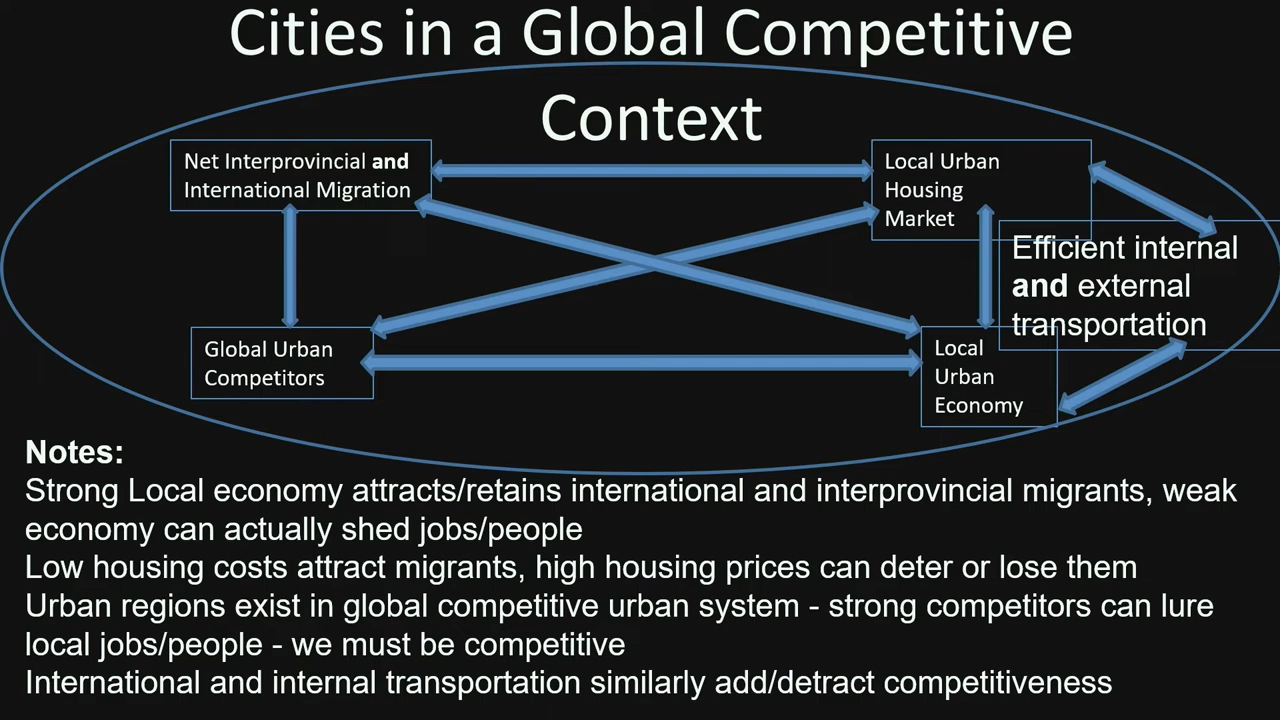 Cities in a Global Competitive
Context
Net Interprovincial and
International Migration
Local Urban
Housing
Market
Efficient internal
and external
transportation
Global Urban
Competitors
Local
Urban
Economy
Notes:
Strong Local economy attracts/retains international and interprovincial migrants, weak
economy can actually shed jobs/people
Low housing costs attract migrants, high housing prices can deter or lose them
Urban regions exist in global competitive urban system - strong competitors can lure
local jobs/people - we must be competitive
International and internal transportation similarly add/detract competitiveness